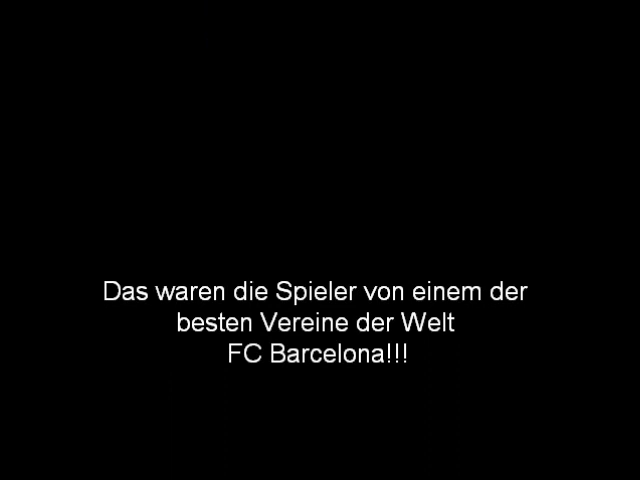 Das waren die Spieler von einem der
besten Vereine der Welt
FC Barcelona!!!